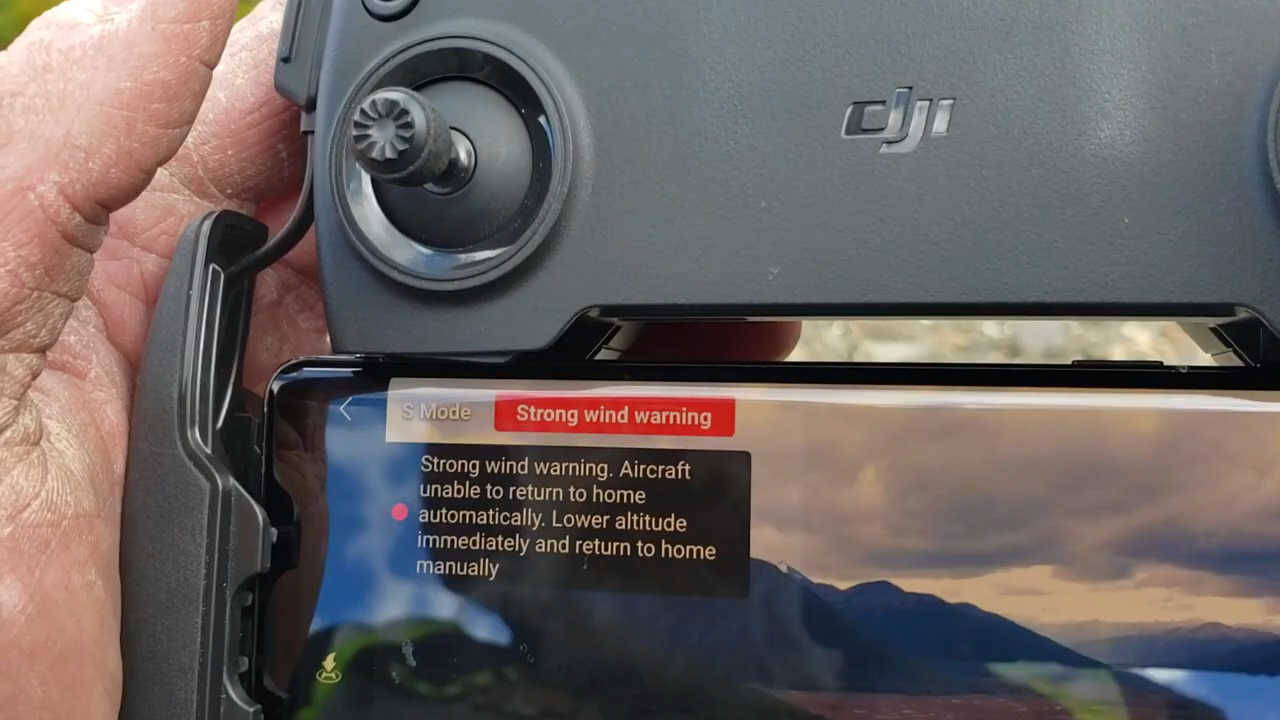 dji
S Mode
Strong wind warning
Strong wind warning. Aircraft
unable to return to home
automatically. Lower altitude
immediately and return to home
manually